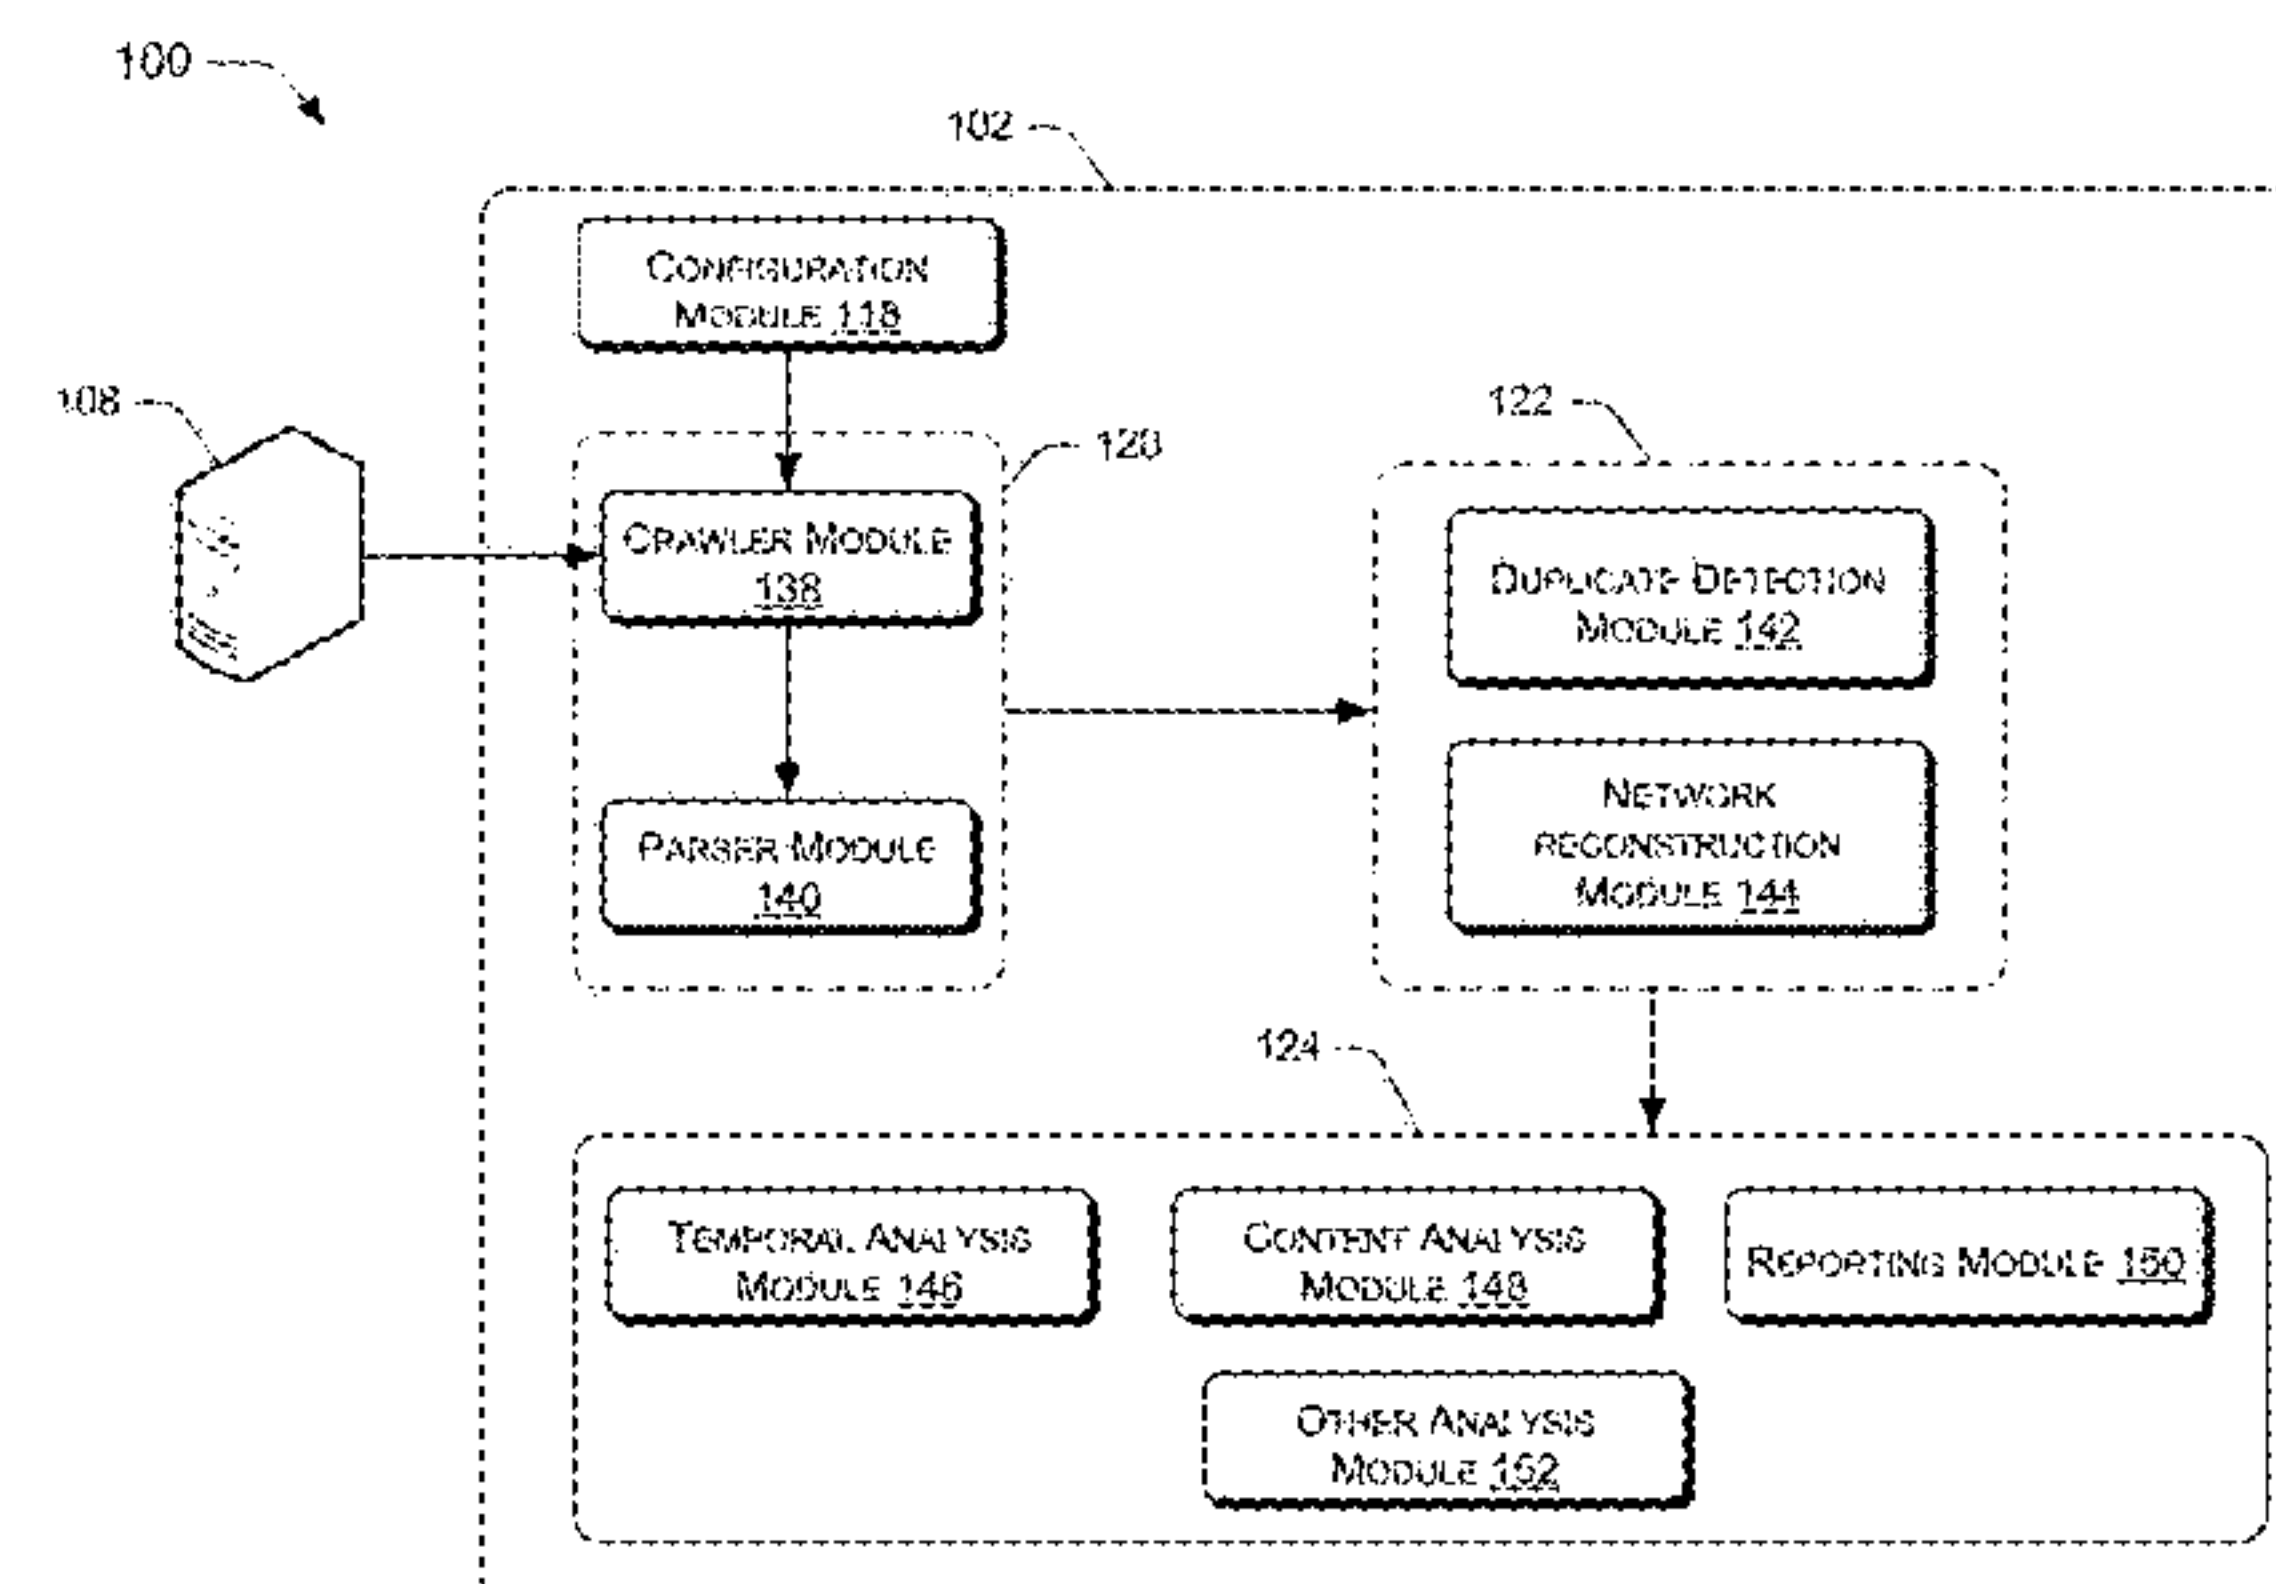 100
102
CONFIGURATION
MODULE 118
108
122
120
CRAWLER MODULE
138
DUPLICATE DETECTION
MODULE 142
NETWORK
RECONSTRUCTION
MODULE 144
PARSER MODULE
140
124
TEMPORAL ANALYSIS
MODULE 146
CONTENT ANALYSIS
MODULE 148
REPORTING MODULE 150
OTHER ANALYSIS
MODULE 152